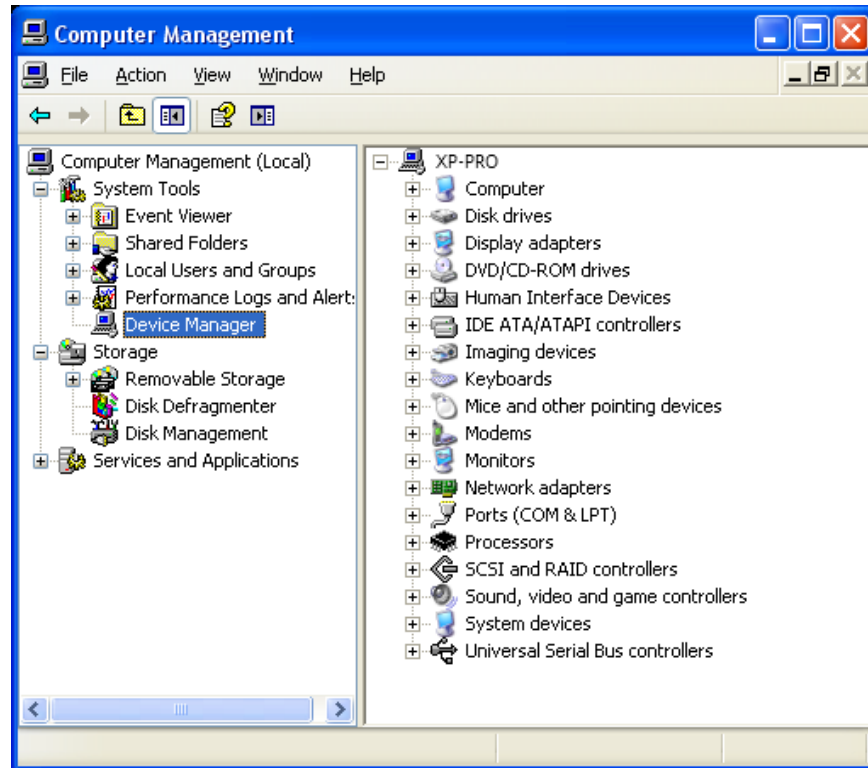 Computer Management
File Action View Window Help
Computer Management (Local)
System Tools
Event Viewer
Shared Folders
Local Users and Groups
Performance Logs and Alert
Device Manager
Storage
Removable Storage
Disk Defragmenter
Disk Management
Services and Applications
XP-PRO
Computer
Disk drives
Display adapters
DVD/CD-ROM drives
Human Interface Devices
IDE ATA/ATAPI controllers
Imaging devices
Keyboards
Mice and other pointing devices
Modems
Monitors
Network adapters
Ports (COM & LPT)
Processors
SCSI and RAID controllers
Sound, video and game controllers
System devices
Universal Serial Bus controllers